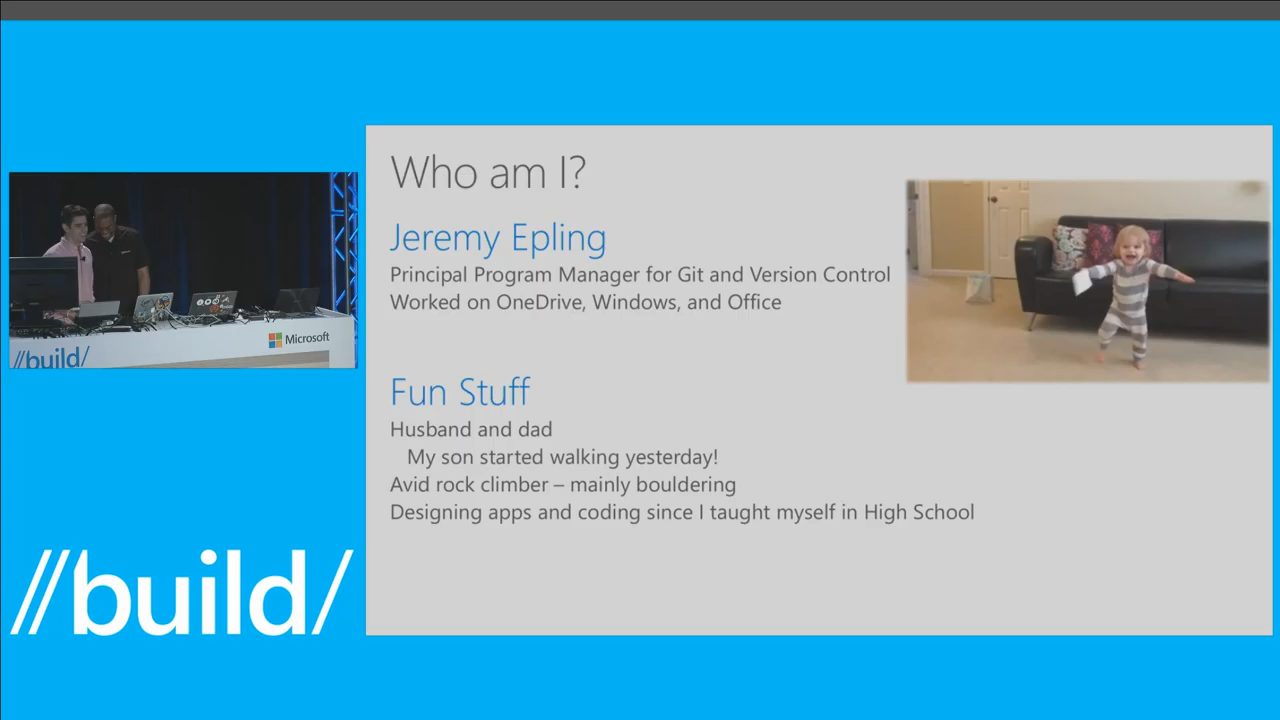 Who am I?
Jeremy Epling
Principal Program Manager for Git and Version Control
Worked on OneDrive, Windows, and Office
Fun Stuff
Husband and dad
My son started walking yesterday!
Avid rock climber – mainly bouldering
Designing apps and coding since I taught myself in High School
Microsoft
//build/
//build/